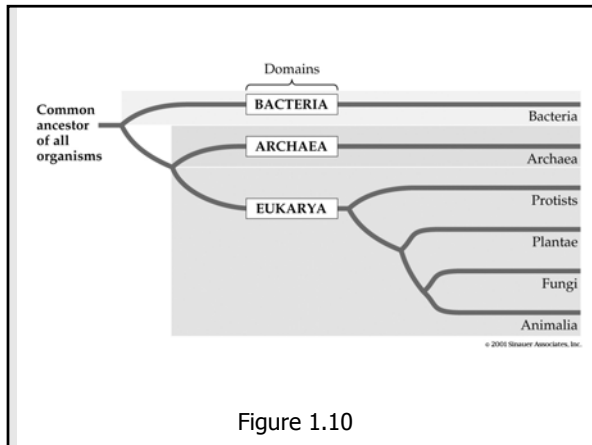 Domains
Common
ancestor
of all
organisms
BACTERIA
Bacteria
ARCHAEA
Archaea
EUKARYA
Protists
Plantae
Fungi
Animalia
© 2001 Sinauer Associates, Inc.
Figure 1.10